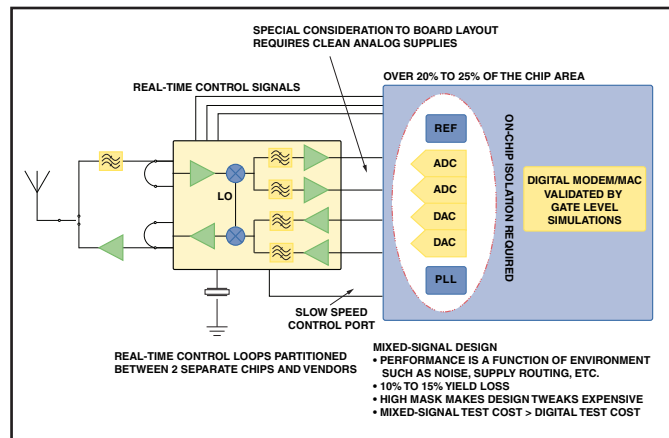 SPECIAL CONSIDERATION TO BOARD LAYOUT
REQUIRES CLEAN ANALOG SUPPLIES
REAL-TIME CONTROL SIGNALS
OVER 20% TO 25% OF THE CHIP AREA
LO
REF
ADC
ADC
DAC
DAC
PLL
ON-CHIP ISOLATION REQUIRED
DIGITAL MODEM/MAC
VALIDATED BY
GATE LEVEL
SIMULATIONS
SLOW SPEED
CONTROL PORT
REAL-TIME CONTROL LOOPS PARTITIONED
BETWEEN 2 SEPARATE CHIPS AND VENDORS
MIXED-SIGNAL DESIGN
• PERFORMANCE IS A FUNCTION OF ENVIRONMENT
SUCH AS NOISE, SUPPLY ROUTING, ETC.
• 10% TO 15% YIELD LOSS
• HIGH MASK MAKES DESIGN TWEAKS EXPENSIVE
• MIXED-SIGNAL TEST COST > DIGITAL TEST COST